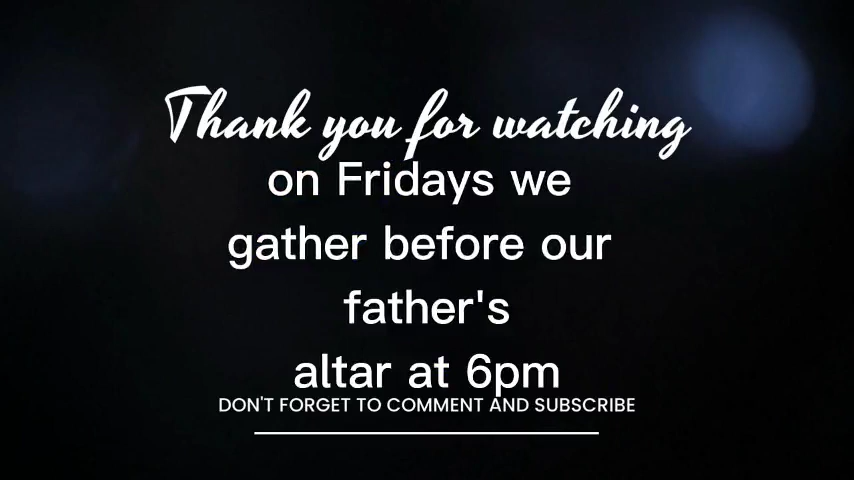 Thank you for watching
on Fridays we
gather before our
father's
altar at 6pm
DON'T FORGET TO COMMENT AND SUBSCRIBE